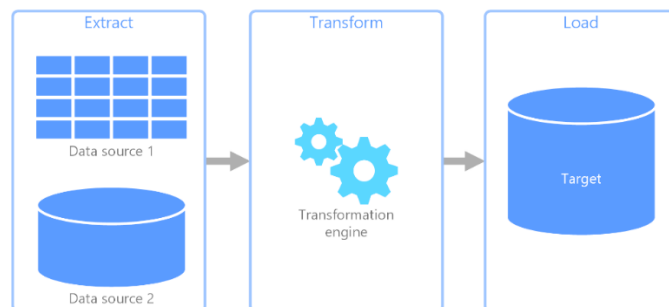 Extract
Transform
Load
Data source 1
Transformation
engine
Target
Data source 2